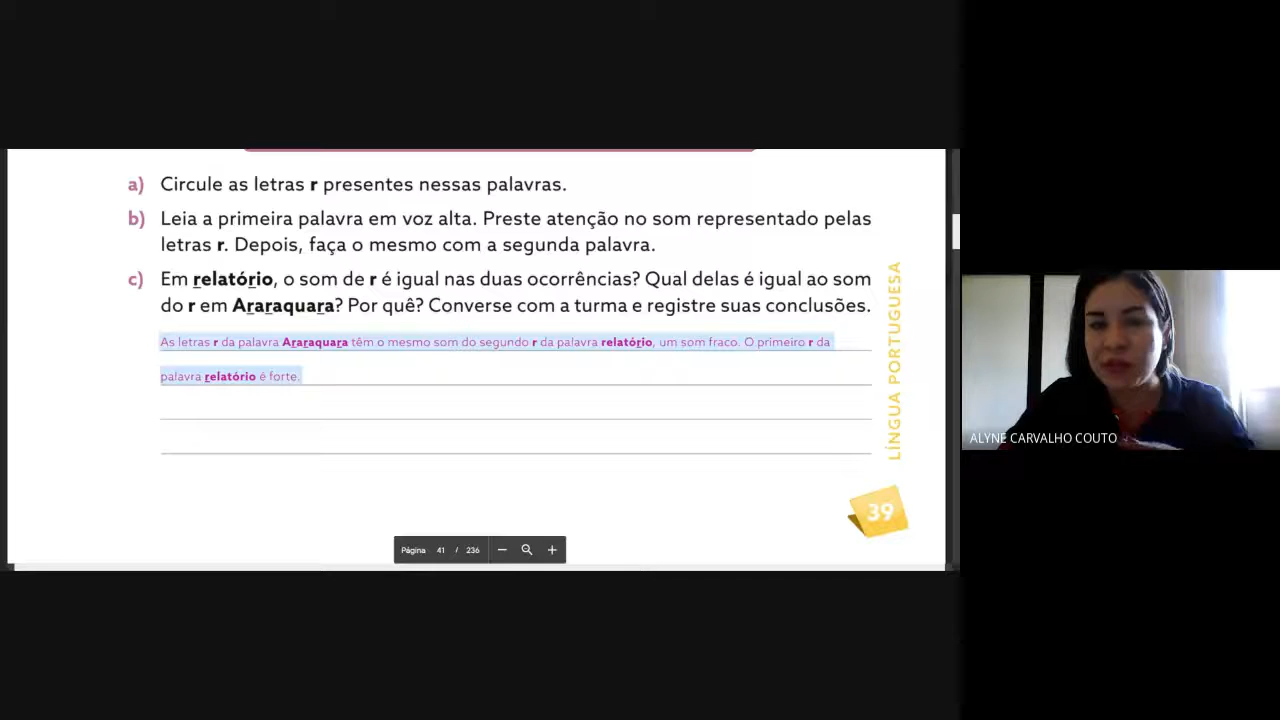 a) Circule as letras r presentes nessas palavras.
b) Leia a primeira palavra em voz alta. Preste atenção no som representado pelas
letras r. Depois, faça o mesmo com a segunda palavra.
c) Em relatório, o som de r é igual nas duas ocorrências? Qual delas é igual ao som
do r em Araraquara? Por quê? Converse com a turma e registre suas conclusões.
As letras r da palavra Araraquara têm o mesmo som do segundo r da palavra relatório, um som fraco. O primeiro r da
palavra relatório é forte.
LÍNGUA PORTUGUESA
39
Página 41 / 236
ALYNE CARVALHO COUTO